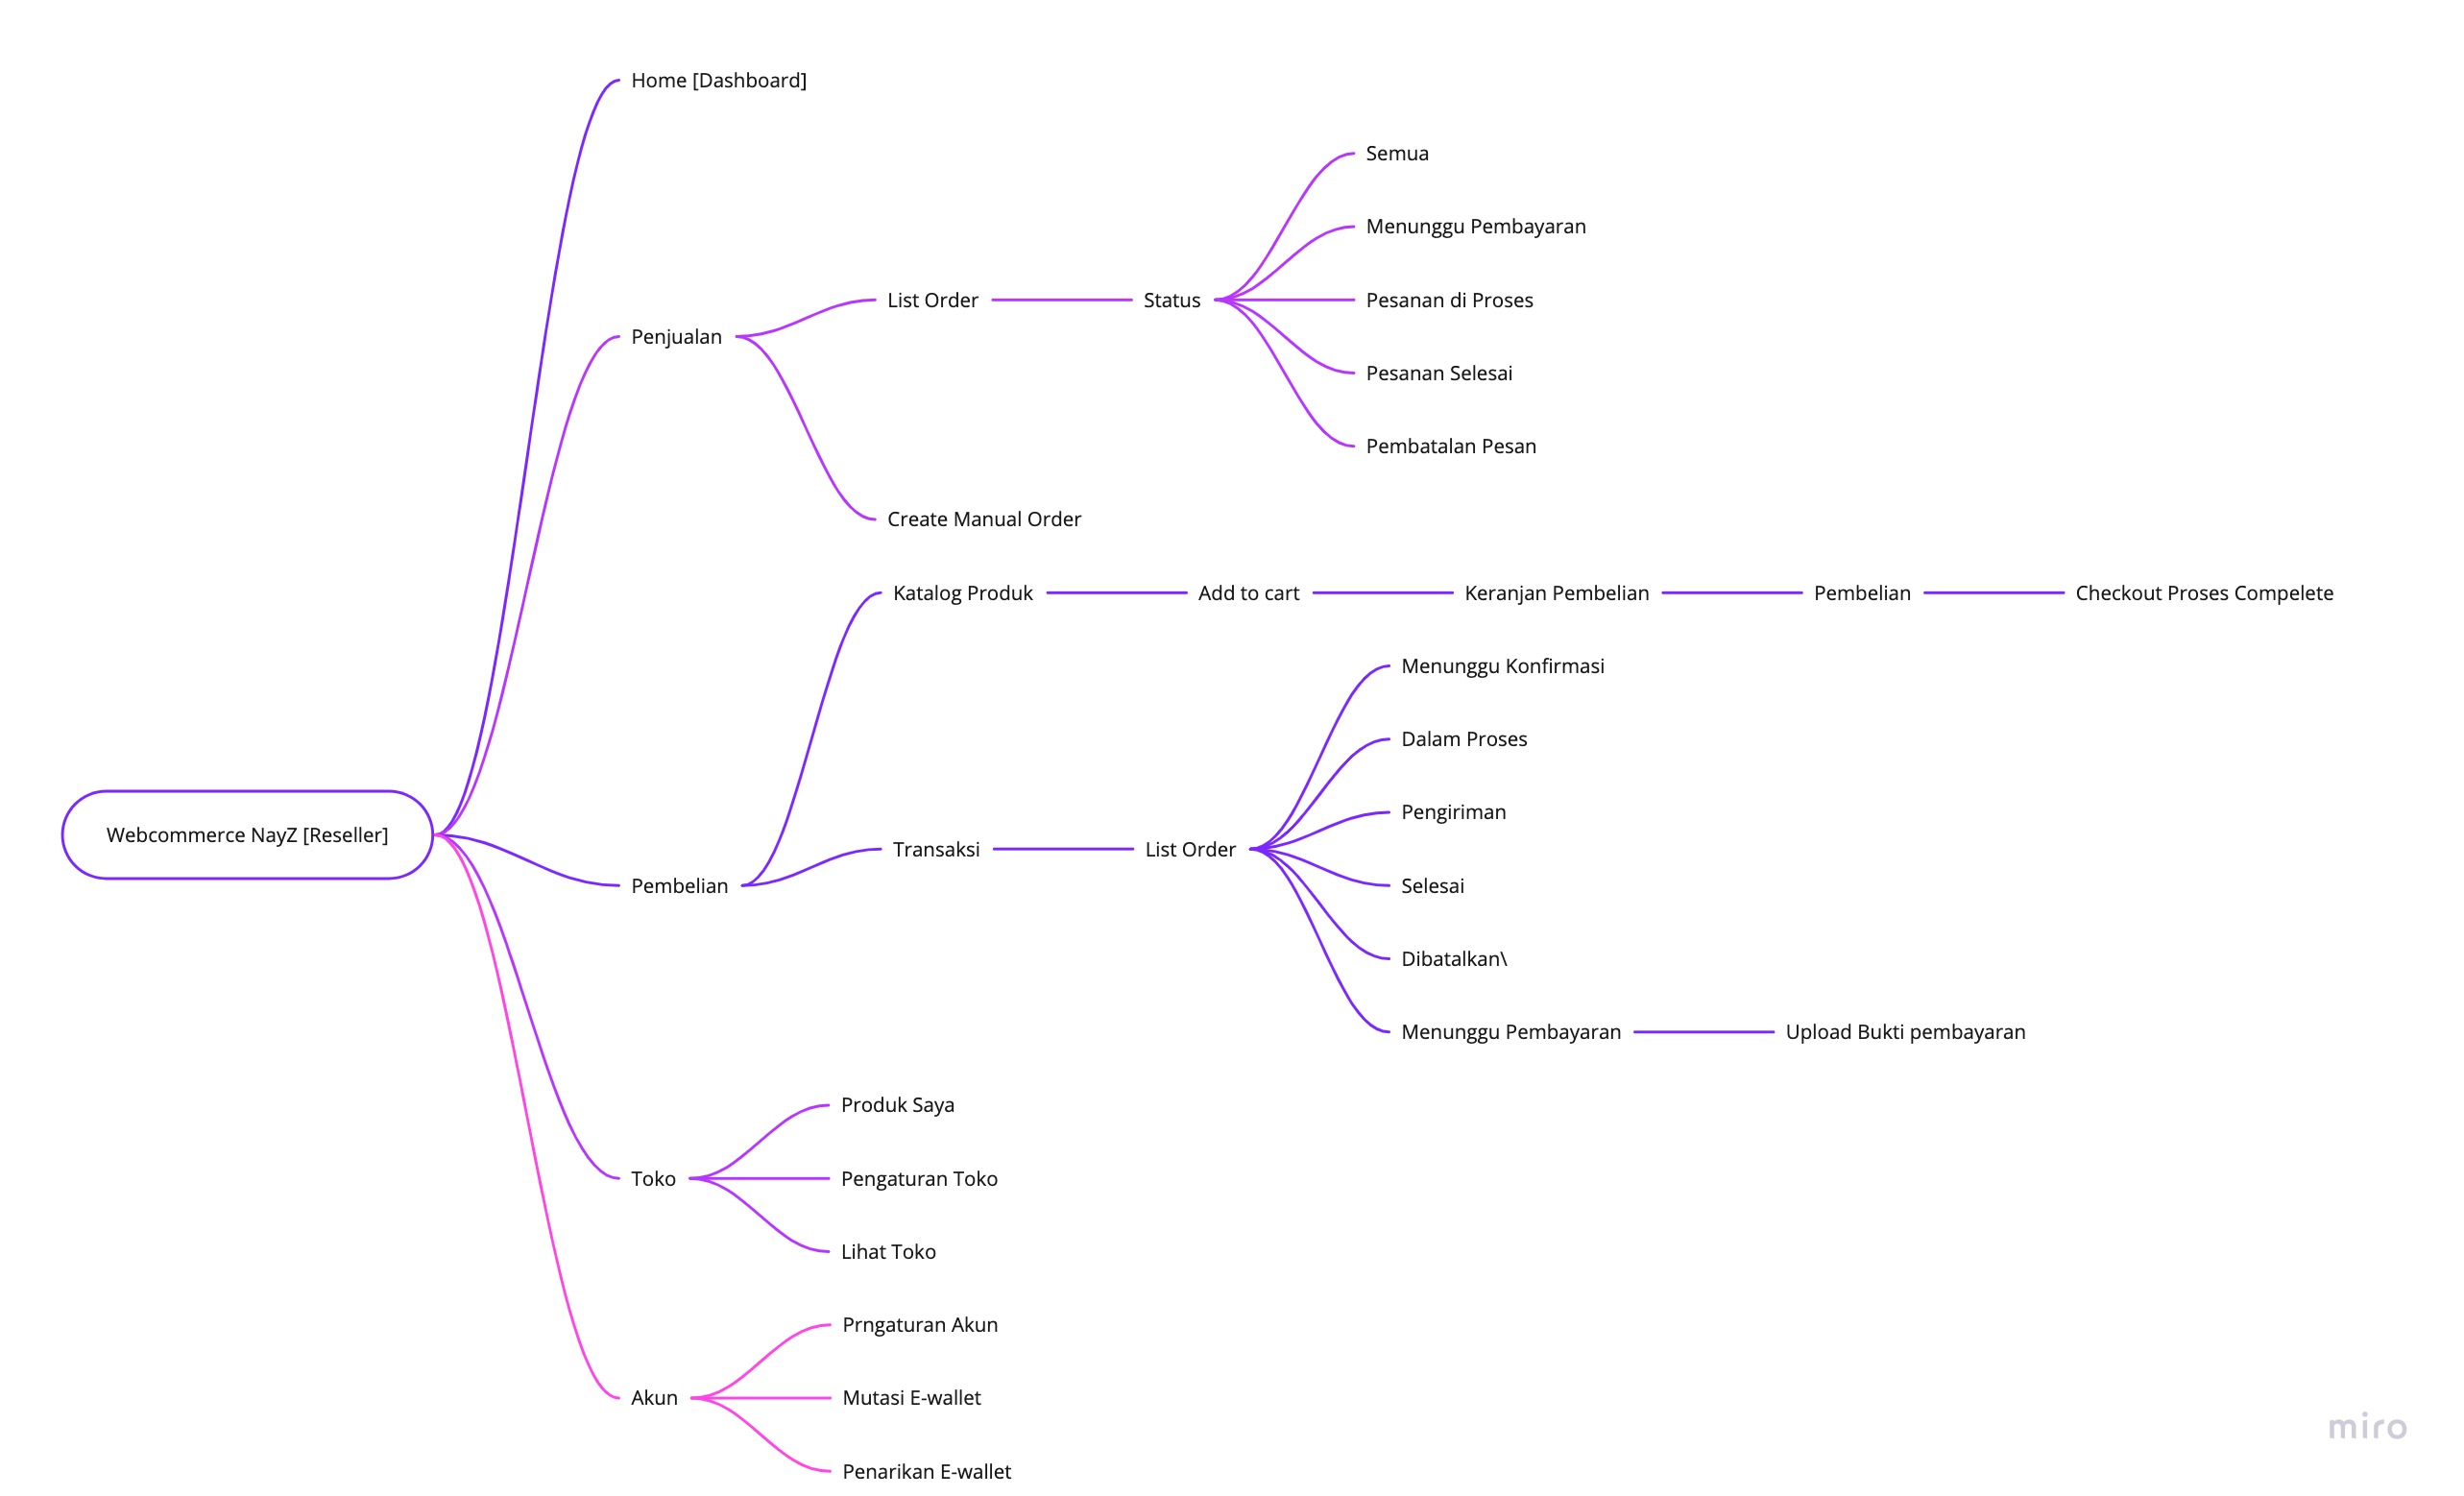 Home [Dashboard]
Semua
Menunggu Pembayaran
List Order
Status
Pesanan di Proses
Penjualan
Pesanan Selesai
Pembatalan Pesan
Create Manual Order
Katalog Produk
Add to cart
Keranjan Pembelian
Pembelian
Checkout Proses Compelete
Menunggu Konfirmasi
Dalam Proses
Pengiriman
Webcommerce NayZ [Reseller]
Transaksi
List Order
Pembelian
Selesai
Dibatalkan\
Menunggu Pembayaran
Upload Bukti pembayaran
Produk Saya
Toko
Pengaturan Toko
Lihat Toko
Prngaturan Akun
Akun
Mutasi E-wallet
Penarikan E-wallet
miro